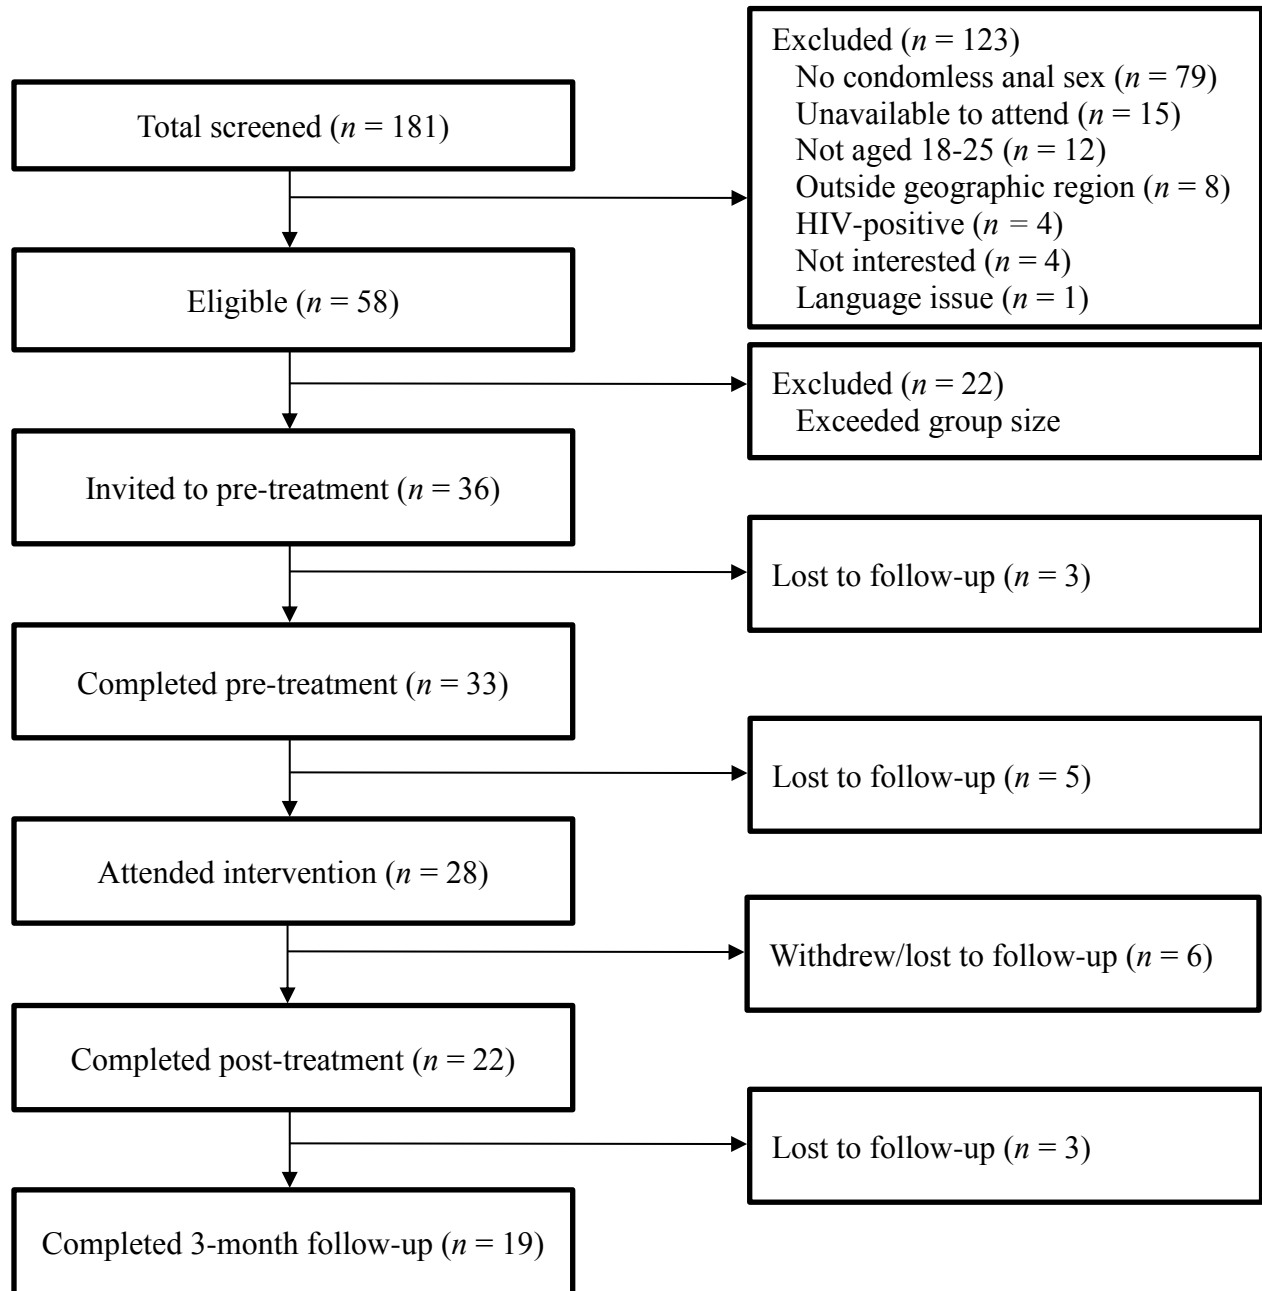 Total screened (n = 181)
Excluded (n = 123)
No condomless anal sex (n = 79)
Unavailable to attend (n = 15)
Not aged 18-25 (n = 12)
Outside geographic region (n = 8)
HIV-positive (n = 4)
Not interested (n = 4)
Language issue (n = 1)
Eligible (n = 58)
Excluded (n = 22)
Exceeded group size
Invited to pre-treatment (n = 36)
Lost to follow-up (n = 3)
Completed pre-treatment (n = 33)
Lost to follow-up (n = 5)
Attended intervention (n = 28)
Withdrew/lost to follow-up (n = 6)
Completed post-treatment (n = 22)
Lost to follow-up (n = 3)
Completed 3-month follow-up (n = 19)